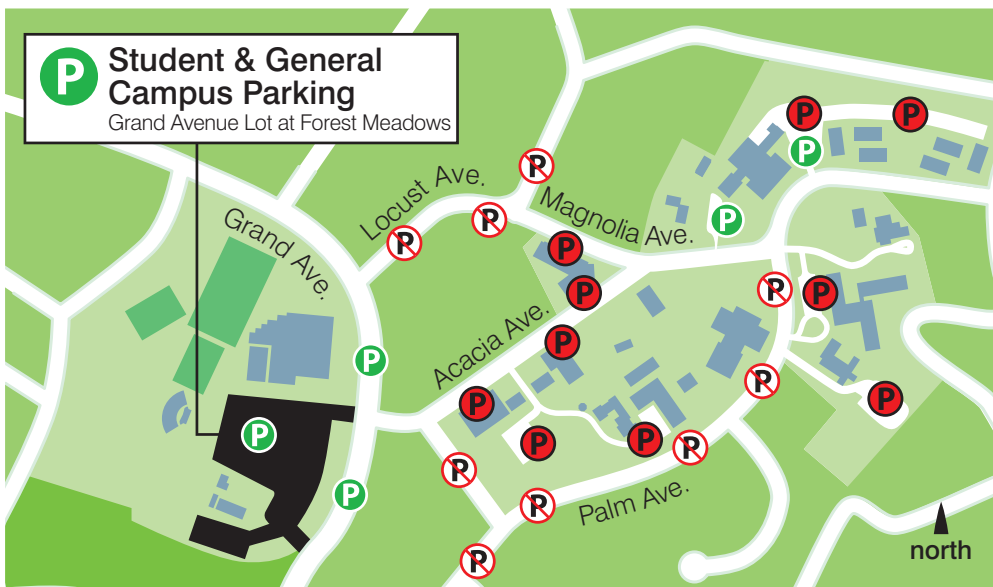 P Student & General
Campus Parking
Grand Avenue Lot at Forest Meadows
P
P
P
P
Locust Ave.
P
P
Magnolia Ave.
P
P
Grand Ave.
P
P
P
P
P
Acacia Ave.
P
P
P
P
P
P
P
P
P
P
P
P
Palm Ave.
P
north
P